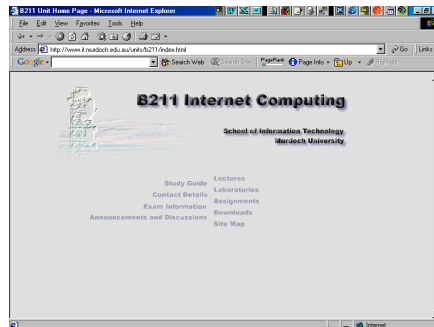 B211 Unit Home Page - Microsoft Internet Explorer
File Edit View Favorites Tools Help
Address http://www.it.murdoch.edu.au/units/b211/index.html Go Links
Google Search Web Search Site PageRank Page Info Up Highlight
B211 Internet Computing
School of Information Technology
Murdoch University
Study Guide
Contact Details
Exam Information
Announcements and Discussions
Lectures
Laboratories
Assignments
Downloads
Site Map
Internet